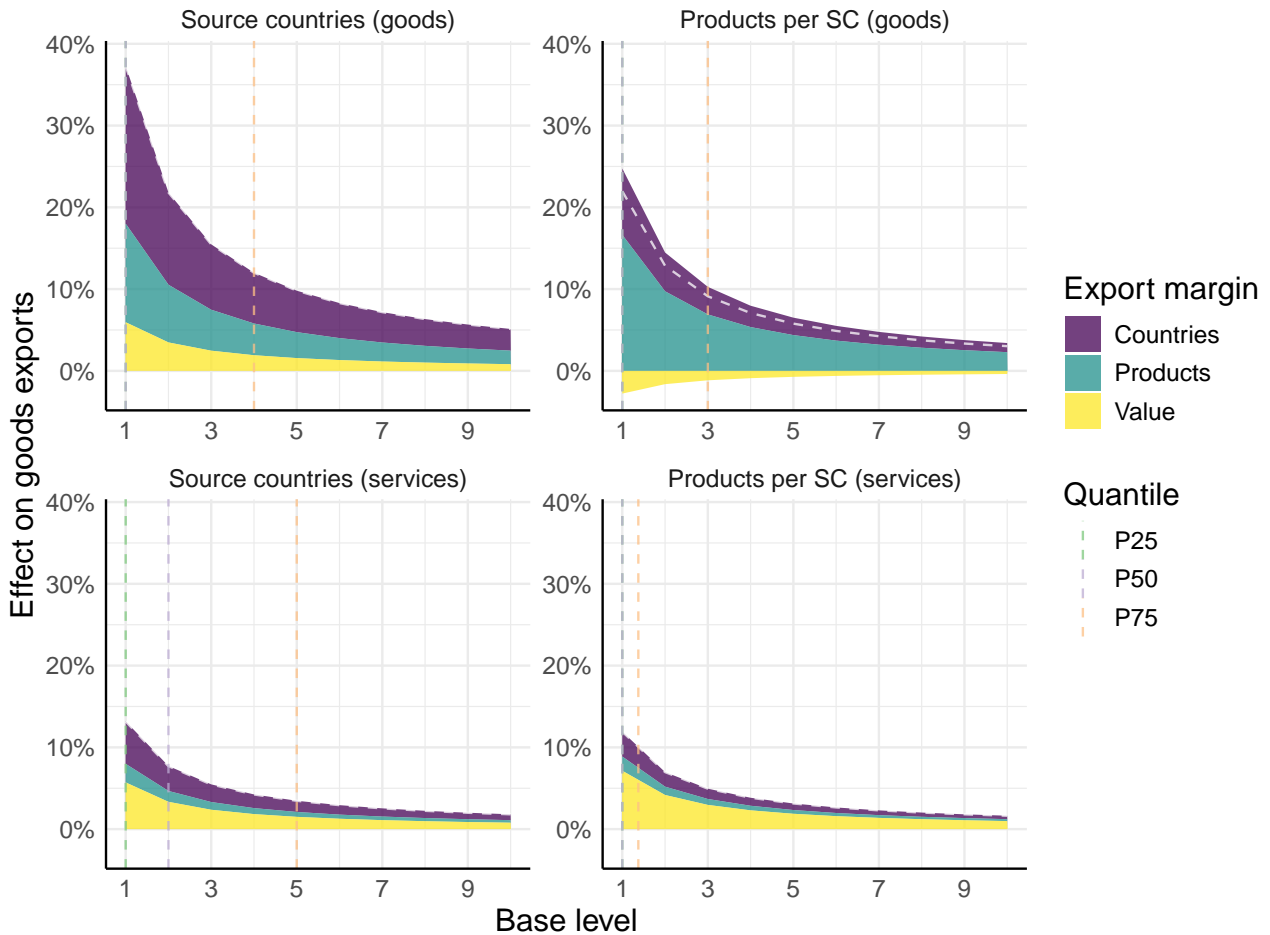 Source countries (goods)
Products per SC (goods)
40%
30%
20%
10%
0%
40%
30%
20%
10%
0%
1 3 5 7 9
1 3 5 7 9
Source countries (services)
Products per SC (services)
40%
30%
20%
10%
0%
40%
30%
20%
10%
0%
1 3 5 7 9
1 3 5 7 9
Effect on goods exports
Base level
Export margin
Countries
Products
Value
Quantile
P25
P50
P75